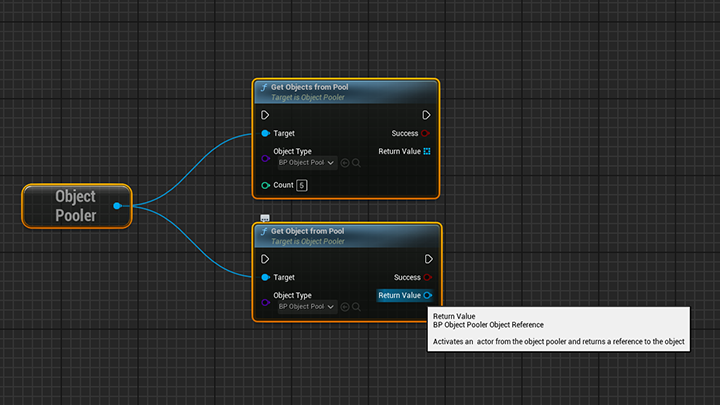 Object
Pooler
Get Objects from Pool
Target is Object Pooler
Target
Success
Object Type
Return Value
BP Object Pool
Count 5
Get Object from Pool
Target is Object Pooler
Target
Success
Object Type
Return Value
BP Object Pool
Return Value
BP Object Pooler Object Reference
Activates an  actor from the object pooler and returns a reference to the object